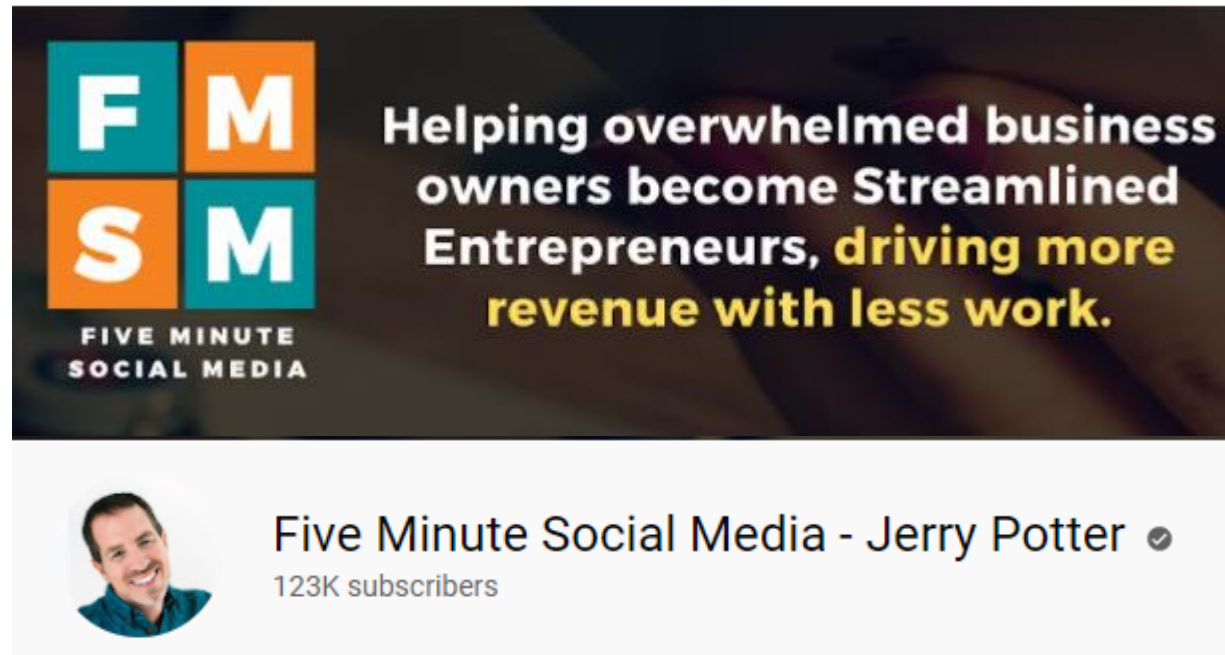 F M
S M
FIVE MINUTE
SOCIAL MEDIA
Helping overwhelmed business
owners become Streamlined
Entrepreneurs, driving more
revenue with less work.
Five Minute Social Media - Jerry Potter
123K subscribers